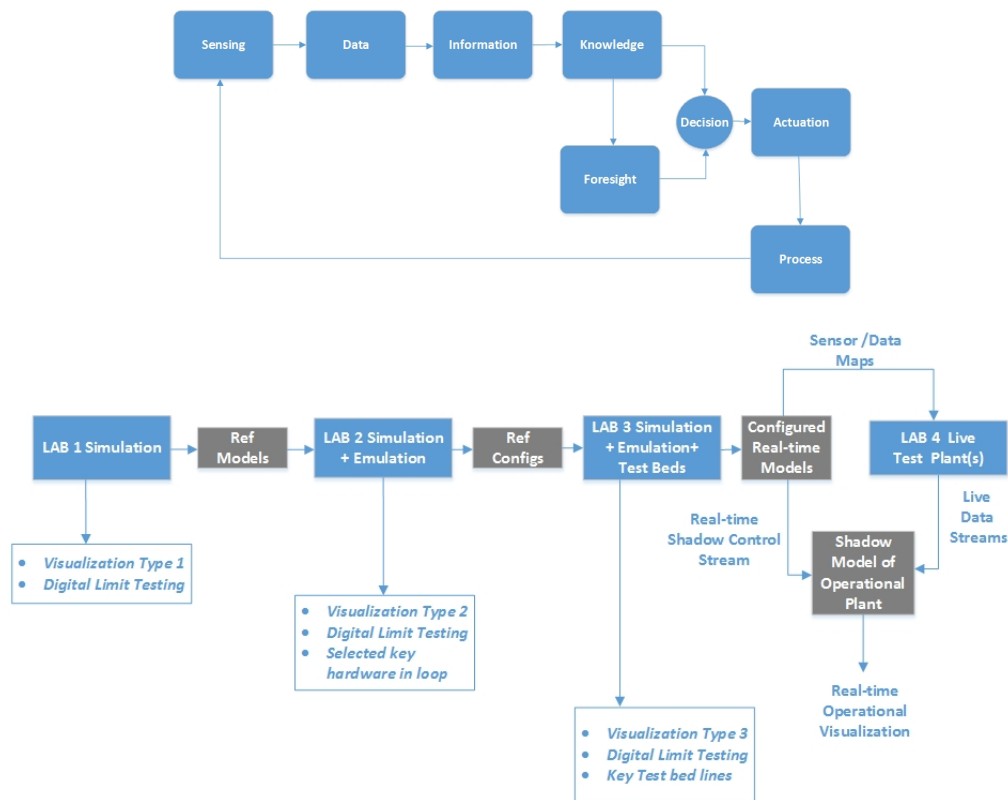 Sensing
Data
Information
Knowledge
Decision
Actuation
Foresight
Process
Sensor /Data
Maps
LAB 1 Simulation
Ref
Models
LAB 2 Simulation
+ Emulation
Ref
Configs
LAB 3 Simulation
+ Emulation+
Test Beds
Configured
Real-time
Models
LAB 4 Live
Test Plant(s)
Real-time
Shadow Control
Stream
Live
Data
Streams
Shadow
Model of
Operational
Plant
• Visualization Type 1
• Digital Limit Testing
• Visualization Type 2
• Digital Limit Testing
• Selected key
hardware in loop
Real-time
Operational
Visualization
• Visualization Type 3
• Digital Limit Testing
• Key Test bed lines